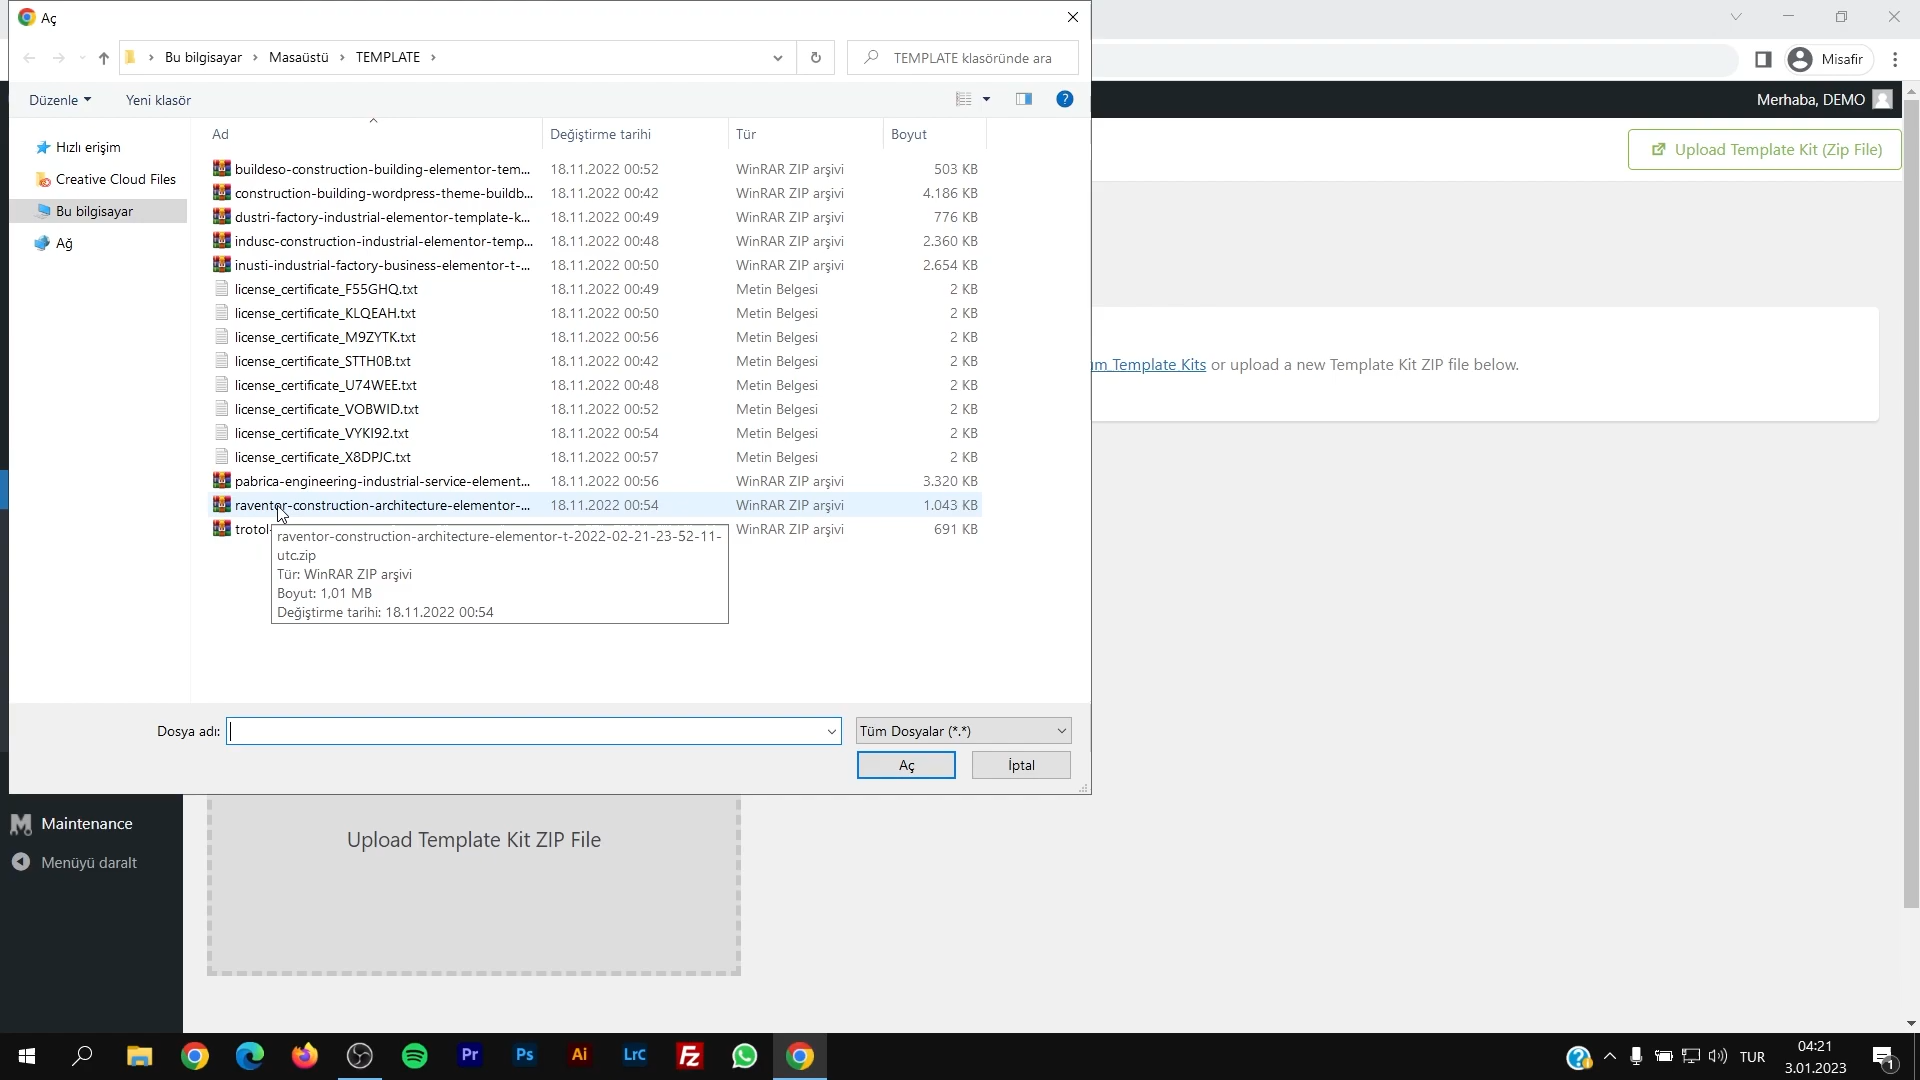 Aç
Bu bilgisayar
Masaüstü
TEMPLATE
TEMPLATE klasöründe ara
Misafir
Düzenle
Yeni klasör
?
Merhaba, DEMO
Ad
Değiştirme tarihi
Tür
Boyut
Upload Template Kit (Zip File)
Hızlı erişim
Creative Cloud Files
Bu bilgisayar
Ağ
buildeso-construction-building-elementor-tem... 18.11.2022 00:52 WinRAR ZIP arşivi 503 KB
construction-building-wordpress-theme-buildb... 18.11.2022 00:42 WinRAR ZIP arşivi 4.186 KB
dustri-factory-industrial-elementor-template-k... 18.11.2022 00:49 WinRAR ZIP arşivi 776 KB
indusc-construction-industrial-elementor-temp... 18.11.2022 00:48 WinRAR ZIP arşivi 2.360 KB
inusti-industrial-factory-business-elementor-t-... 18.11.2022 00:50 WinRAR ZIP arşivi 2.654 KB
license_certificate_F55GHQ.txt 18.11.2022 00:49 Metin Belgesi 2 KB
license_certificate_KLQEAH.txt 18.11.2022 00:50 Metin Belgesi 2 KB
license_certificate_M9ZYTK.txt 18.11.2022 00:56 Metin Belgesi 2 KB
license_certificate_STTH0B.txt 18.11.2022 00:42 Metin Belgesi 2 KB
license_certificate_U74WEE.txt 18.11.2022 00:48 Metin Belgesi 2 KB
license_certificate_VOBWID.txt 18.11.2022 00:52 Metin Belgesi 2 KB
license_certificate_VYKI92.txt 18.11.2022 00:54 Metin Belgesi 2 KB
license_certificate_X8DPJC.txt 18.11.2022 00:57 Metin Belgesi 2 KB
pabrica-engineering-industrial-service-element... 18.11.2022 00:56 WinRAR ZIP arşivi 3.320 KB
raventor-construction-architecture-elementor-... 18.11.2022 00:54 WinRAR ZIP arşivi 1.043 KB
trotol- WinRAR ZIP arşivi 691 KB
raventor-construction-architecture-elementor-t-2022-02-21-23-52-11-
utc.zip
Tür: WinRAR ZIP arşivi
Boyut: 1,01 MB
Değiştirme tarihi: 18.11.2022 00:54
m Template Kits or upload a new Template Kit ZIP file below.
Dosya adı:
Tüm Dosyalar (*.*)
Aç
İptal
Maintenance
Menüyü daralt
Upload Template Kit ZIP File
Pr
Ps
Ai
LrC
FZ
TUR
04:21
3.01.2023
1